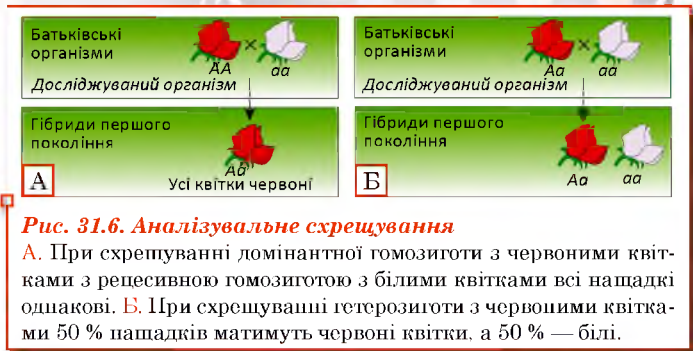 Батьківські
організми
АА
аа
Досліджуваний організм
Гібриди першого
покоління
Аа
Усі квітки червоні
А
Батьківські
організми
Аа
аа
Досліджуваний організм
Гібриди першого
покоління
Аа
аа
Б
Рис. 31.6. Аналізувальне схрещування
А. При схрещуванні домінантної гомозиготи з червоними квіт-
ками з рецесивною гомозиготою з білими квітками всі нащадкі
однакові. Б. При схрещуванні гетерозиготи з червоними квітка-
ми 50 % нащадків матимуть червоні квітки, а 50 % — білі.